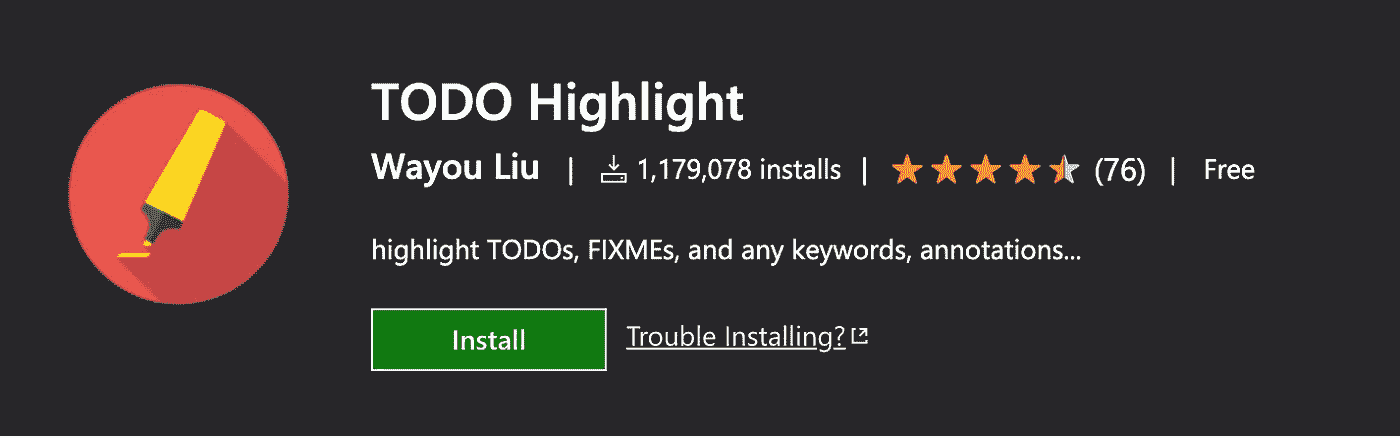 TODO Highlight
Wayou Liu | 1,179,078 installs | (76) | Free
highlight TODOs, FIXMEs, and any keywords, annotations...
Install Trouble Installing?